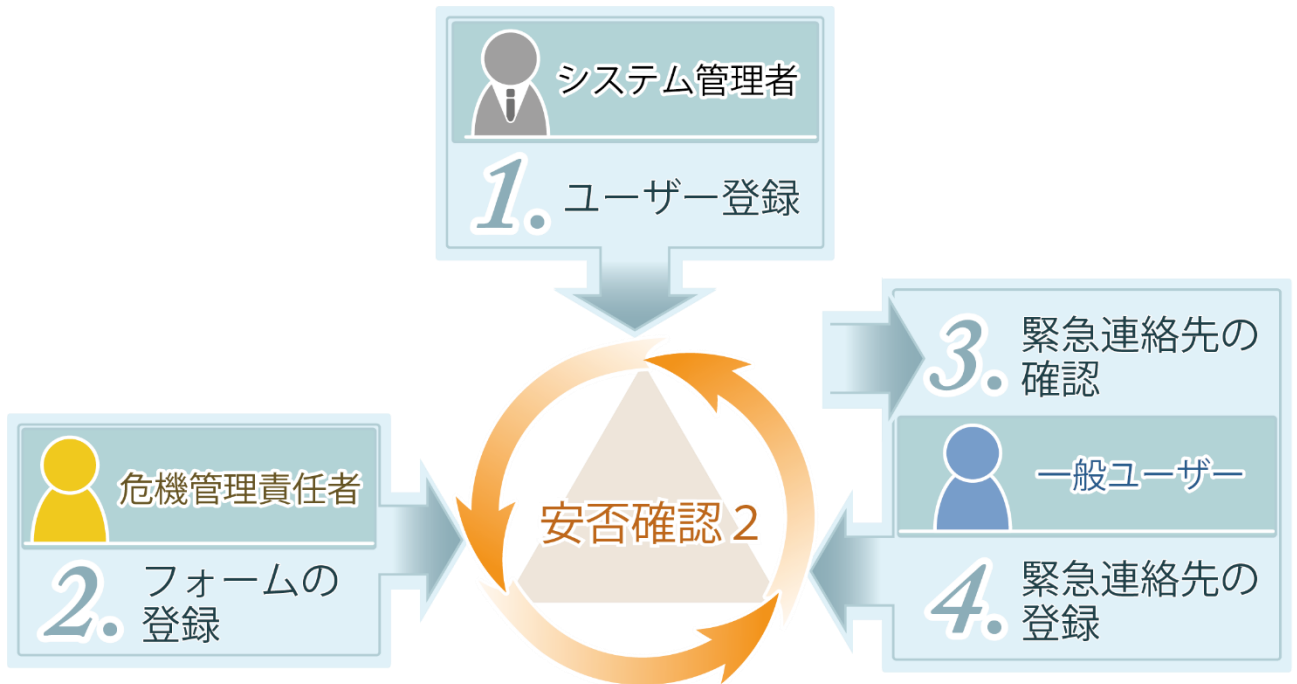 システム管理者
1. ユーザー登録
危機管理責任者
2. フォームの
登録
安否確認２
3. 緊急連絡先の
確認
一般ユーザー
4. 緊急連絡先の
登録